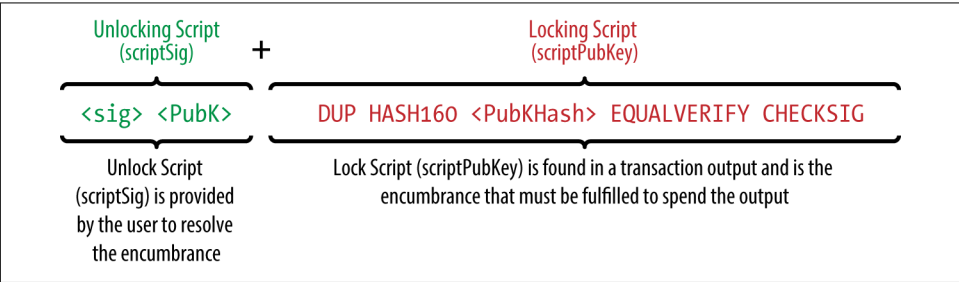 Unlocking Script
(scriptSig)
+
Locking Script
(scriptPubKey)
<sig> <PubK>
DUP HASH160 <PubKHash> EQUALVERIFY CHECKSIG
Unlock Script
(scriptSig) is provided
by the user to resolve
the encumbrance
Lock Script (scriptPubKey) is found in a transaction output and is the
encumbrance that must be fulfilled to spend the output